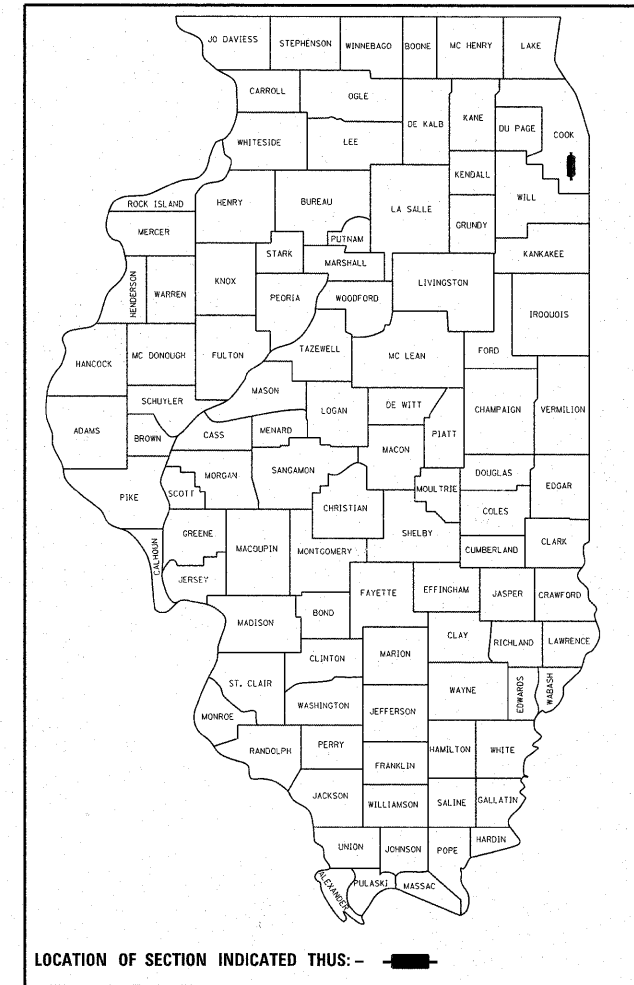 JO DAVIESS
STEPHENSON
WINNEBAGO
BOONE
MC HENRY
LAKE
CARROLL
OGLE
DE KALB
KANE
DU PAGE
COOK
WHITESIDE
LEE
KENDALL
WILL
ROCK ISLAND
HENRY
BUREAU
LA SALLE
GRUNDY
MERCER
PUTNAM
STARK
MARSHALL
KANKAKEE
HENDERSON
WARREN
KNOX
PEORIA
WOODFORD
LIVINGSTON
IROQUOIS
HANCOCK
MC DONOUGH
FULTON
TAZEWELL
MC LEAN
FORD
MASON
SCHUYLER
LOGAN
DE WITT
CHAMPAIGN
VERMILION
ADAMS
BROWN
CASS
MENARD
MACON
PIATT
PIKE
SCOTT
MORGAN
SANGAMON
CHRISTIAN
MOULTRIE
DOUGLAS
EDGAR
COLES
CALHOUN
GREENE
MACOUPIN
MONTGOMERY
SHELBY
CUMBERLAND
CLARK
JERSEY
FAYETTE
EFFINGHAM
JASPER
CRAWFORD
MADISON
BOND
CLAY
RICHLAND
LAWRENCE
CLINTON
MARION
ST. CLAIR
WAYNE
EDWARDS
WABASH
WASHINGTON
JEFFERSON
MONROE
RANDOLPH
PERRY
HAMILTON
WHITE
FRANKLIN
JACKSON
WILLIAMSON
SALINE
GALLATIN
UNION
JOHNSON
POPE
HARDIN
ALEXANDER
PULASKI
MASSAC
LOCATION OF SECTION INDICATED THUS: -